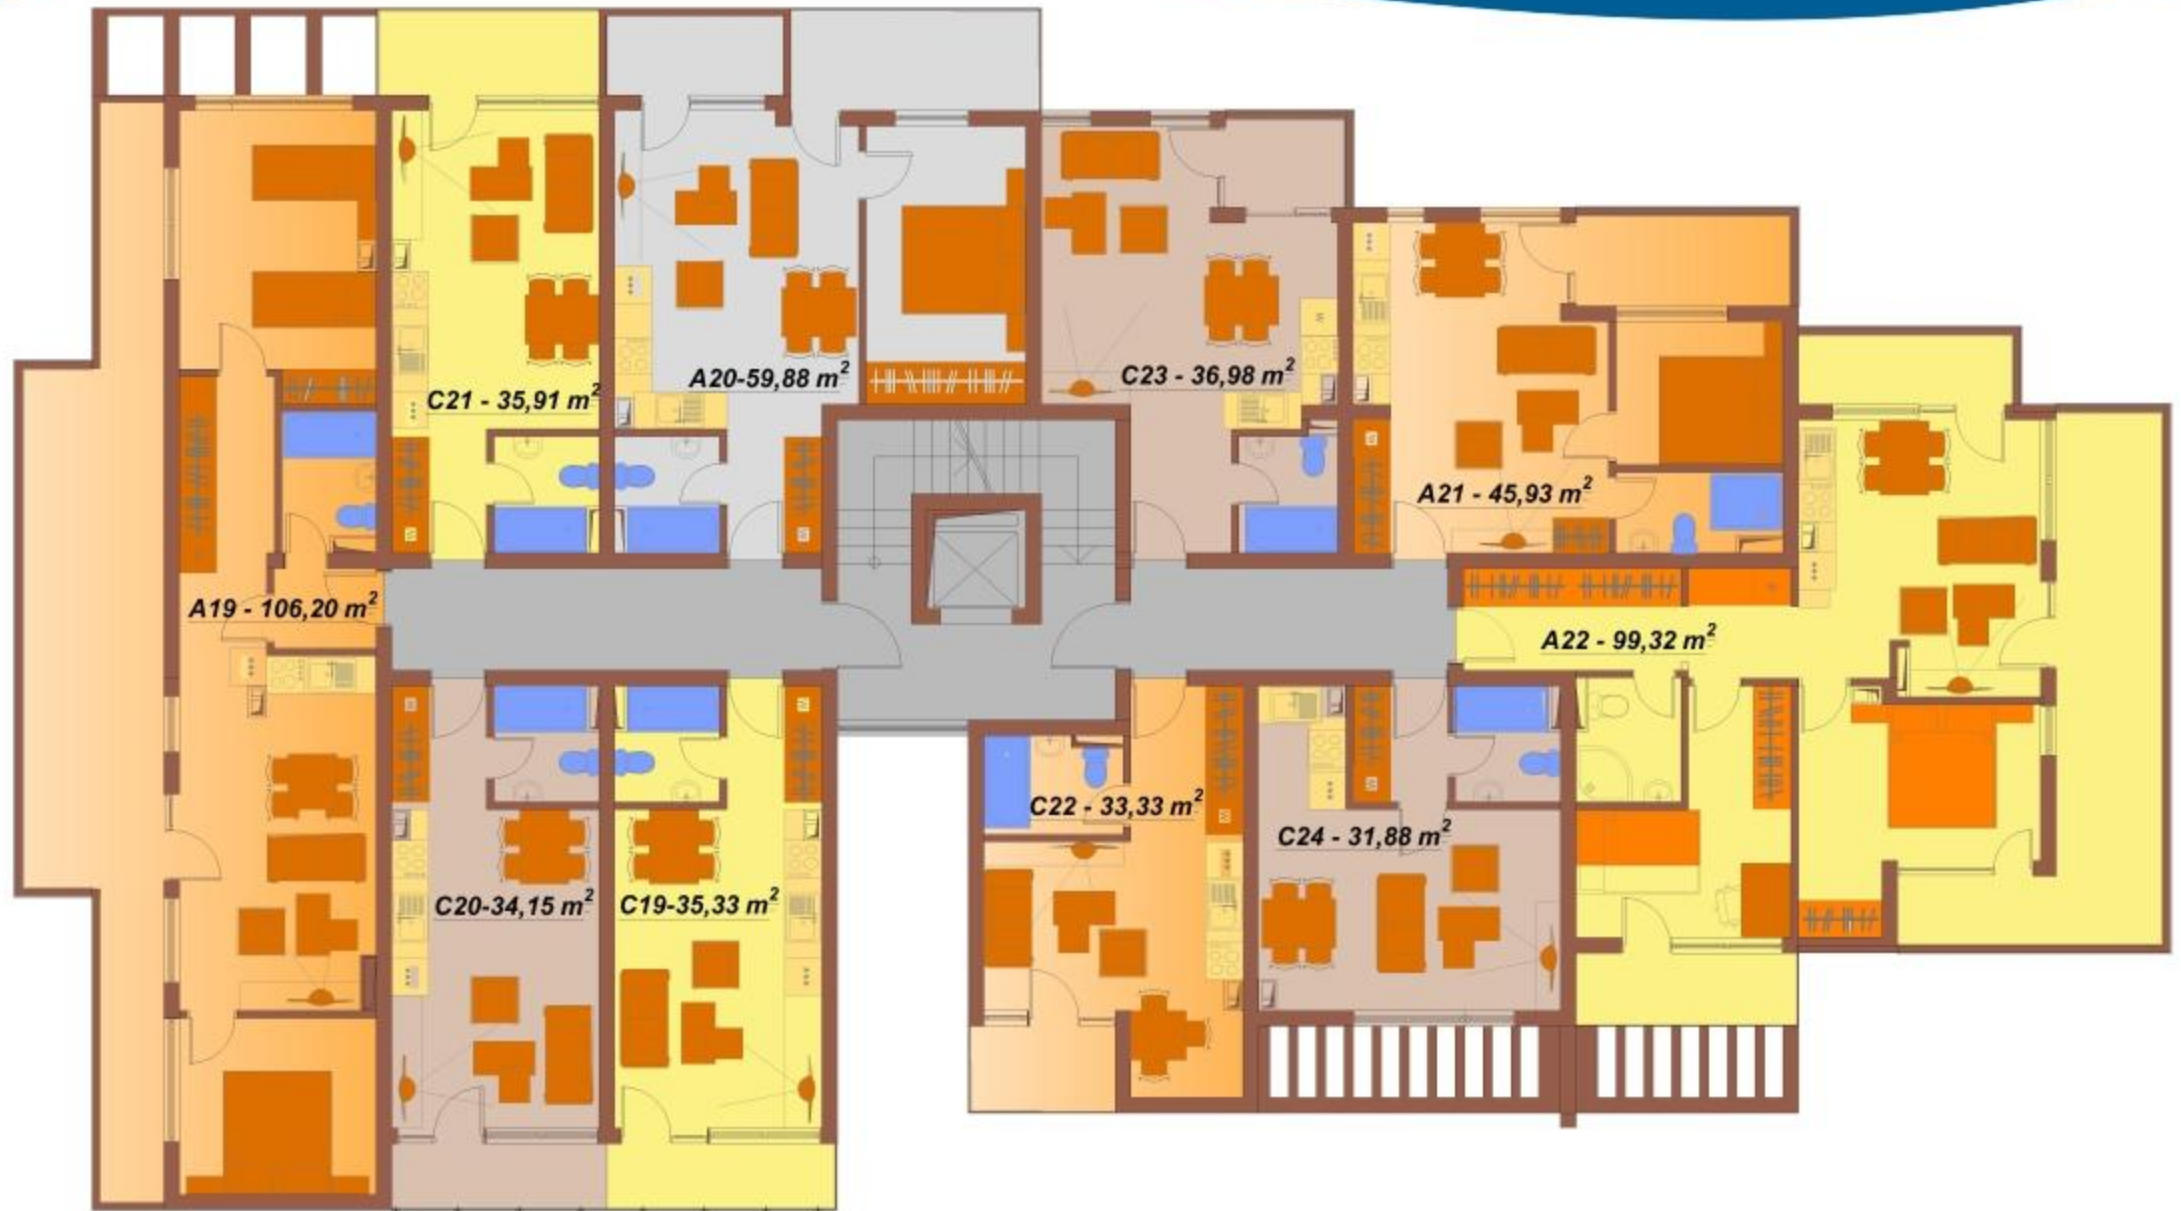 C21 - 35,91 m²
A20-59,88 m²
C23 - 36,98 m²
A21 - 45,93 m²
A19 - 106,20 m²
A22 - 99,32 m²
C22 - 33,33 m²
C24 - 31,88 m²
C20-34,15 m²
C19-35,33 m²